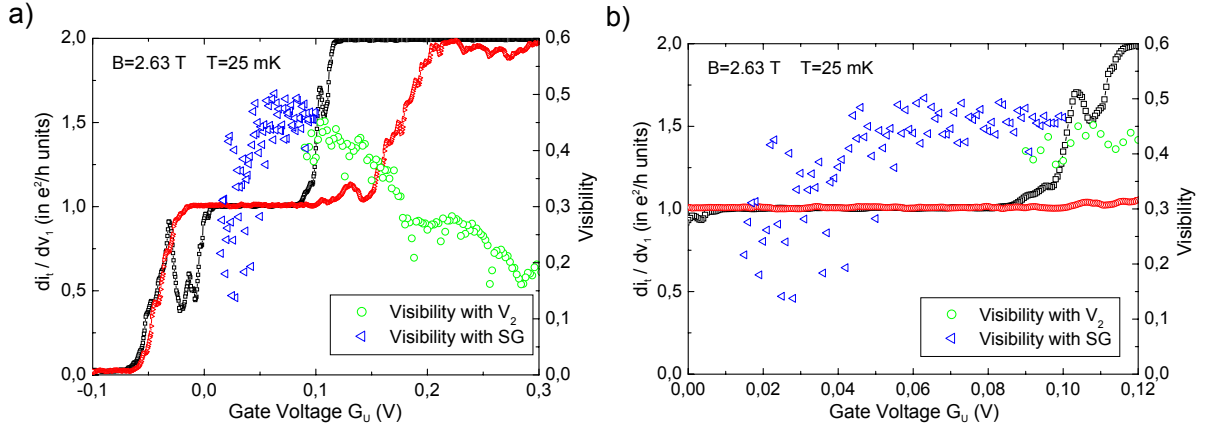 a)
B=2.63 T T=25 mK
2,0
1,5
1,0
0,5
0,0
0,6
0,5
0,4
0,3
0,2
0,1
0,0
di_t / dv_1 (in e²/h units)
Visibility
Visibility with V_2
Visibility with SG
-0,1 0,0 0,1 0,2 0,3
Gate Voltage G_U (V)
b)
B=2.63 T T=25 mK
2,0
1,5
1,0
0,5
0,0
0,6
0,5
0,4
0,3
0,2
0,1
0,0
di_t / dv_1 (in e²/h units)
Visibility
Visibility with V_2
Visibility with SG
0,00 0,02 0,04 0,06 0,08 0,10 0,12
Gate Voltage G_U (V)